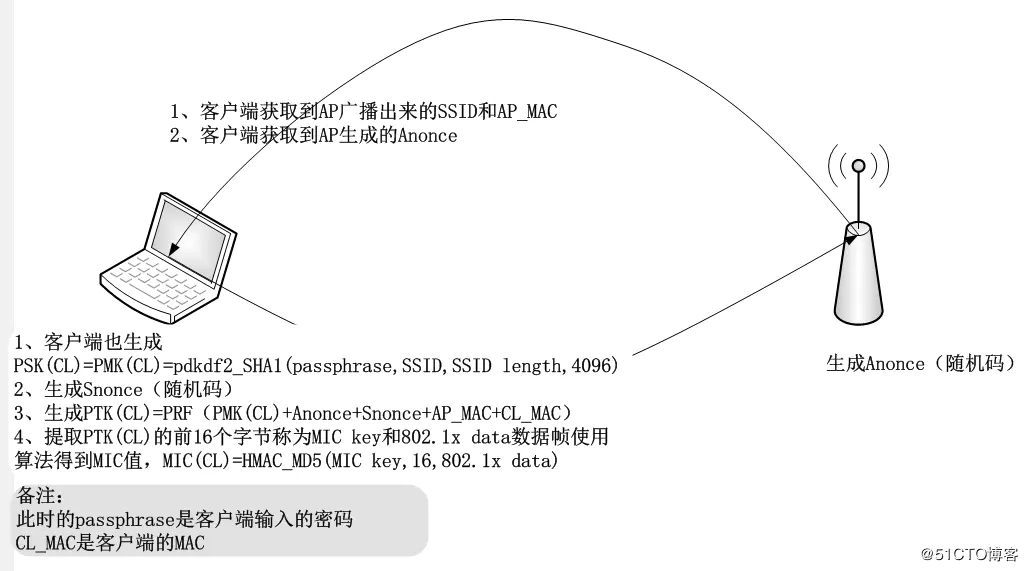 1、客户端获取到AP广播出来的SSID和AP_MAC
2、客户端获取到AP生成的Anonce
1、客户端也生成
PSK(CL)=PMK(CL)=pdkdf2_SHA1(passphrase,SSID,SSID length,4096)
2、生成Snonce（随机码）
3、生成PTK(CL)=PRF（PMK(CL)+Anonce+Snonce+AP_MAC+CL_MAC）
4、提取PTK(CL)的前16个字节称为MIC key和802.1x data数据帧使用
算法得到MIC值，MIC(CL)=HMAC_MD5(MIC key,16,802.1x data)
生成Anonce（随机码）
备注：
此时的passphrase是客户端输入的密码
CL_MAC是客户端的MAC
@51CTO博客